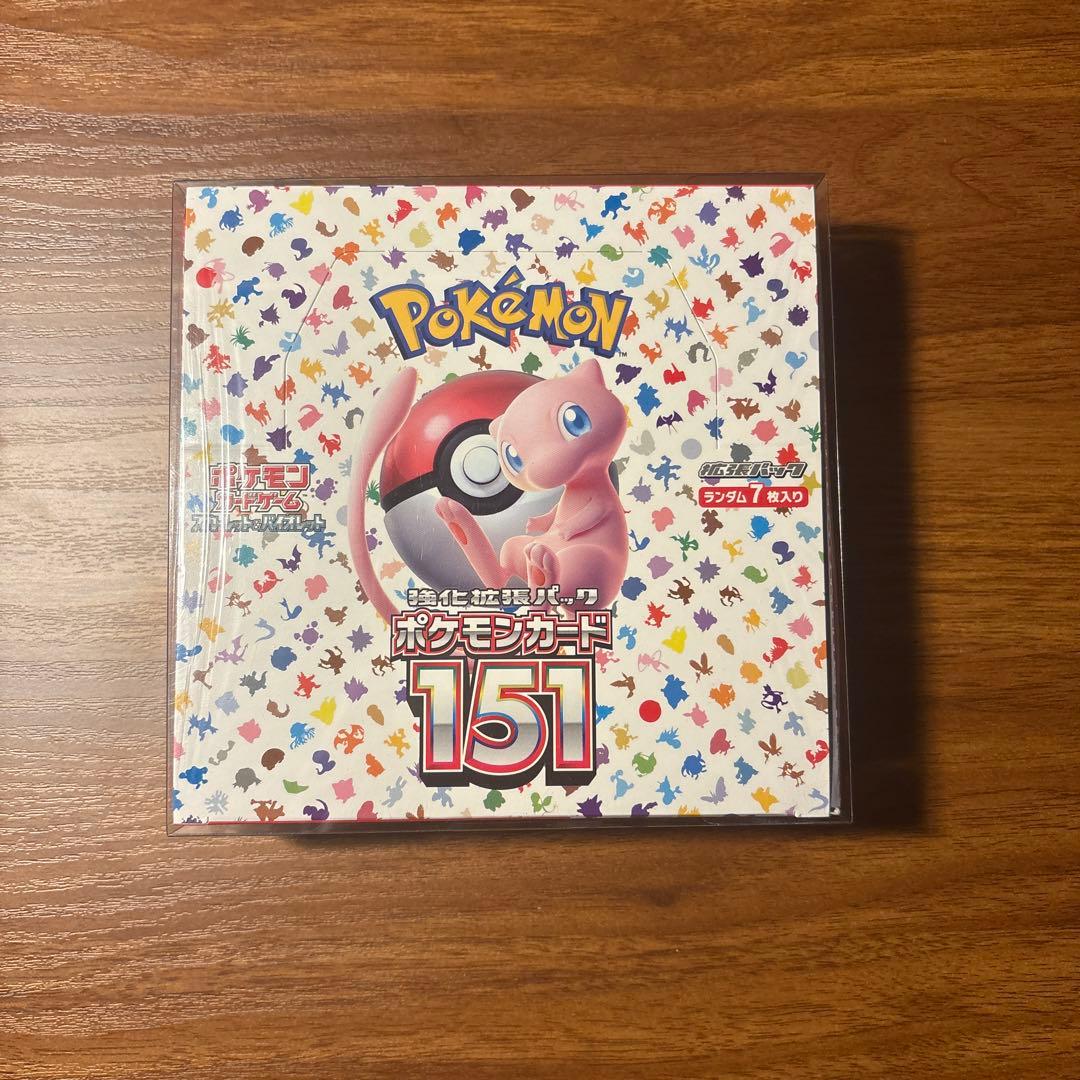 POKéMON
TM
ポケモン
カードゲーム
スカーレット&バイオレット
拡張パック
ランダム7枚入り
強化拡張パック
ポケモンカード
151